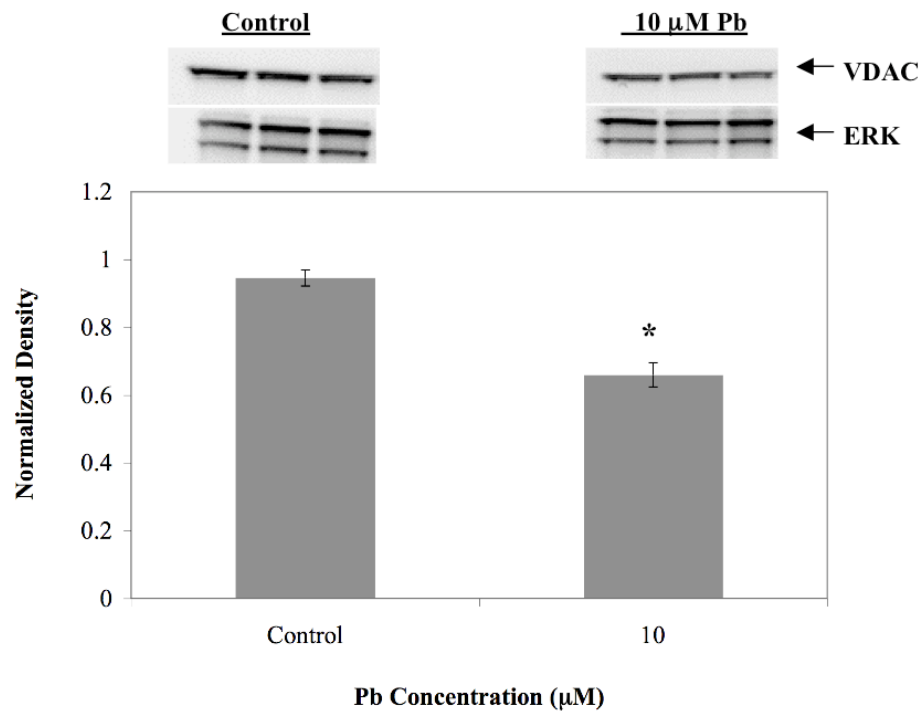 Control
10 μM Pb
VDAC
ERK
1.2
1
0.8
0.6
0.4
0.2
0
Normalized Density
*
Control
10
Pb Concentration (μM)